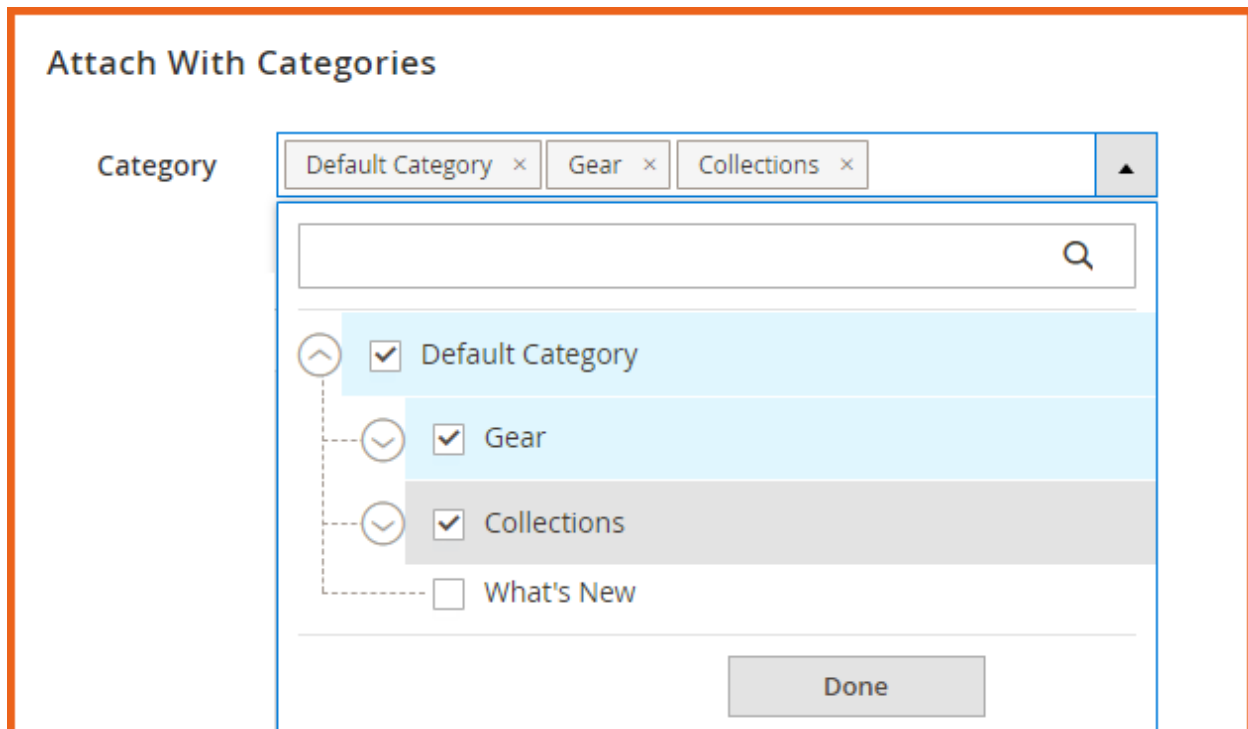 Attach With Categories
Category Default Category × Gear × Collections ×
Default Category
Gear
Collections
What's New
Done